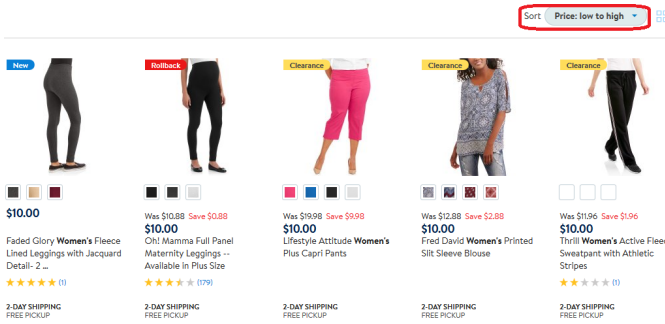 Sort Price: low to high
New
Rollback
Clearance
Clearance
Clearance
$10.00
Faded Glory Women's Fleece
Lined Leggings with Jacquard
Detail- 2 ...
(1)
2-DAY SHIPPING
FREE PICKUP
Was $10.88 Save $0.88
$10.00
Oh! Mamma Full Panel
Maternity Leggings --
Available in Plus Size
(179)
2-DAY SHIPPING
FREE PICKUP
Was $19.98 Save $9.98
$10.00
Lifestyle Attitude Women's
Plus Capri Pants
2-DAY SHIPPING
FREE PICKUP
Was $12.88 Save $2.88
$10.00
Fred David Women's Printed
Slit Sleeve Blouse
2-DAY SHIPPING
FREE PICKUP
Was $11.96 Save $1.96
$10.00
Thrill Women's Active Flee
Sweatpant with Athletic
Stripes
(1)
2-DAY SHIPPING
FREE PICKUP